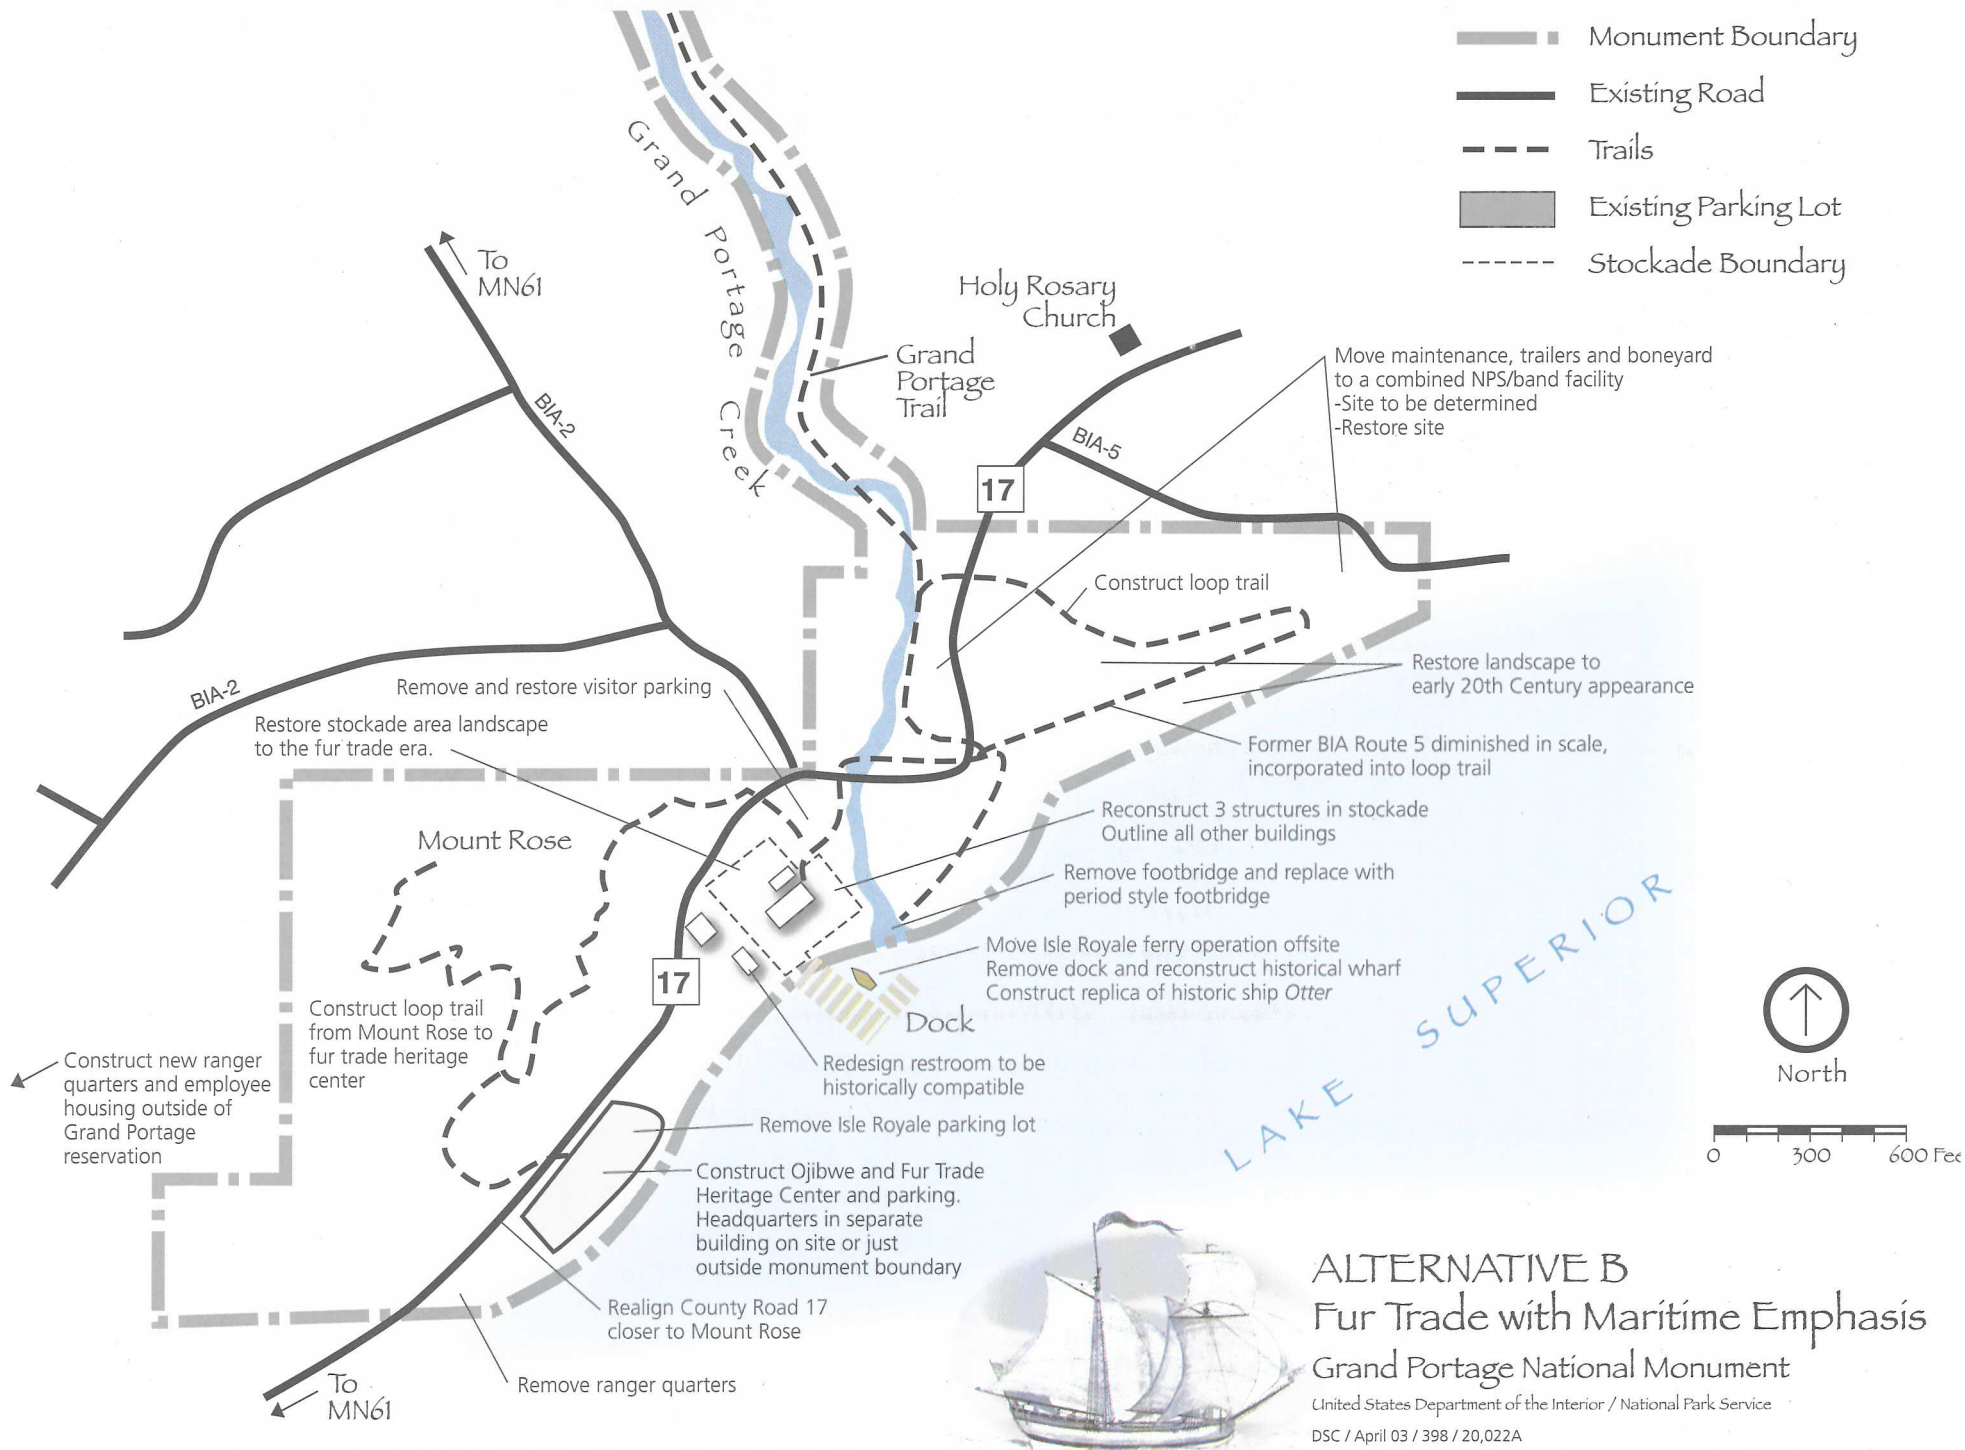 Monument Boundary
Existing Road
Trails
Existing Parking Lot
Stockade Boundary
Grand Portage Creek
To
MN61
BIA-2
Holy Rosary
Church
Grand
Portage
Trail
Move maintenance, trailers and boneyard
to a combined NPS/band facility
-Site to be determined
-Restore site
BIA-5
17
Construct loop trail
Restore landscape to
early 20th Century appearance
BIA-2
Remove and restore visitor parking
Restore stockade area landscape
to the fur trade era.
Former BIA Route 5 diminished in scale,
incorporated into loop trail
Reconstruct 3 structures in stockade
Outline all other buildings
Mount Rose
Remove footbridge and replace with
period style footbridge
Move Isle Royale ferry operation offsite
Remove dock and reconstruct historical wharf
Construct replica of historic ship Otter
17
Dock
LAKE SUPERIOR
Construct loop trail
from Mount Rose to
fur trade heritage
center
Construct new ranger
quarters and employee
housing outside of
Grand Portage
reservation
Redesign restroom to be
historically compatible
Remove Isle Royale parking lot
Construct Ojibwe and Fur Trade
Heritage Center and parking.
Headquarters in separate
building on site or just
outside monument boundary
Realign County Road 17
closer to Mount Rose
Remove ranger quarters
To
MN61
North
0 300 600 Fee
ALTERNATIVE B
Fur Trade with Maritime Emphasis
Grand Portage National Monument
United States Department of the Interior / National Park Service
DSC / April 03 / 398 / 20,022A